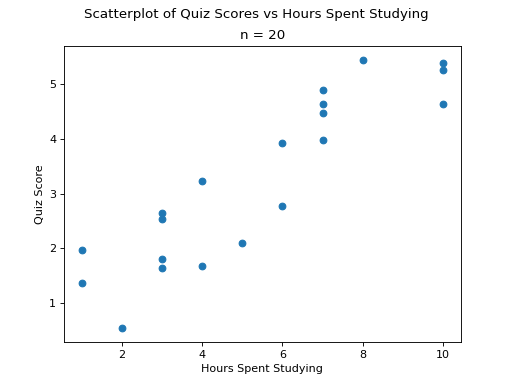 Scatterplot of Quiz Scores vs Hours Spent Studying
n = 20
5
4
3
2
1
Quiz Score
2 4 6 8 10
Hours Spent Studying